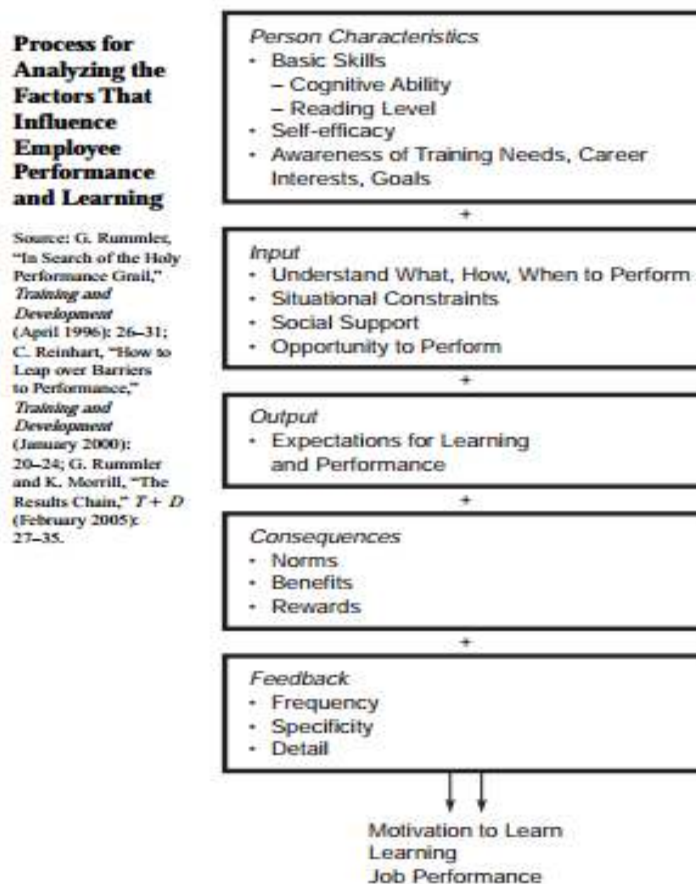 Process for
Analyzing the
Factors That
Influence
Employee
Performance
and Learning
Source: G. Rummler,
“In Search of the Holy
Performance Grail,”
Training and
Development
(April 1996): 26–31;
C. Reinhart, “How to
Leap over Barriers
to Performance,”
Training and
Development
(January 2000):
20–24; G. Rummler
and K. Morrill, “The
Results Chain,” T + D
(February 2005):
27–35.
Person Characteristics
• Basic Skills
– Cognitive Ability
– Reading Level
• Self-efficacy
• Awareness of Training Needs, Career
Interests, Goals
+
Input
• Understand What, How, When to Perform
• Situational Constraints
• Social Support
• Opportunity to Perform
+
Output
• Expectations for Learning
and Performance
+
Consequences
• Norms
• Benefits
• Rewards
+
Feedback
• Frequency
• Specificity
• Detail
Motivation to Learn
Learning
Job Performance